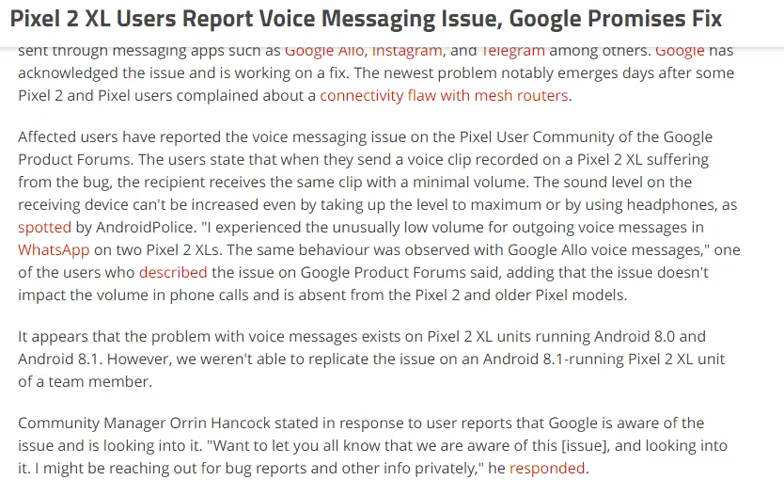 Pixel 2 XL Users Report Voice Messaging Issue, Google Promises Fix
sent through messaging apps such as Google Allo, Instagram, and Telegram among others. Google has
acknowledged the issue and is working on a fix. The newest problem notably emerges days after some
Pixel 2 and Pixel users complained about a connectivity flaw with mesh routers.
Affected users have reported the voice messaging issue on the Pixel User Community of the Google
Product Forums. The users state that when they send a voice clip recorded on a Pixel 2 XL suffering
from the bug, the recipient receives the same clip with a minimal volume. The sound level on the
receiving device can't be increased even by taking up the level to maximum or by using headphones, as
spotted by AndroidPolice. "I experienced the unusually low volume for outgoing voice messages in
WhatsApp on two Pixel 2 XLs. The same behaviour was observed with Google Allo voice messages," one
of the users who described the issue on Google Product Forums said, adding that the issue doesn't
impact the volume in phone calls and is absent from the Pixel 2 and older Pixel models.
It appears that the problem with voice messages exists on Pixel 2 XL units running Android 8.0 and
Android 8.1. However, we weren't able to replicate the issue on an Android 8.1-running Pixel 2 XL unit
of a team member.
Community Manager Orrin Hancock stated in response to user reports that Google is aware of the
issue and is looking into it. "Want to let you all know that we are aware of this [issue], and looking into
it. I might be reaching out for bug reports and other info privately," he responded.